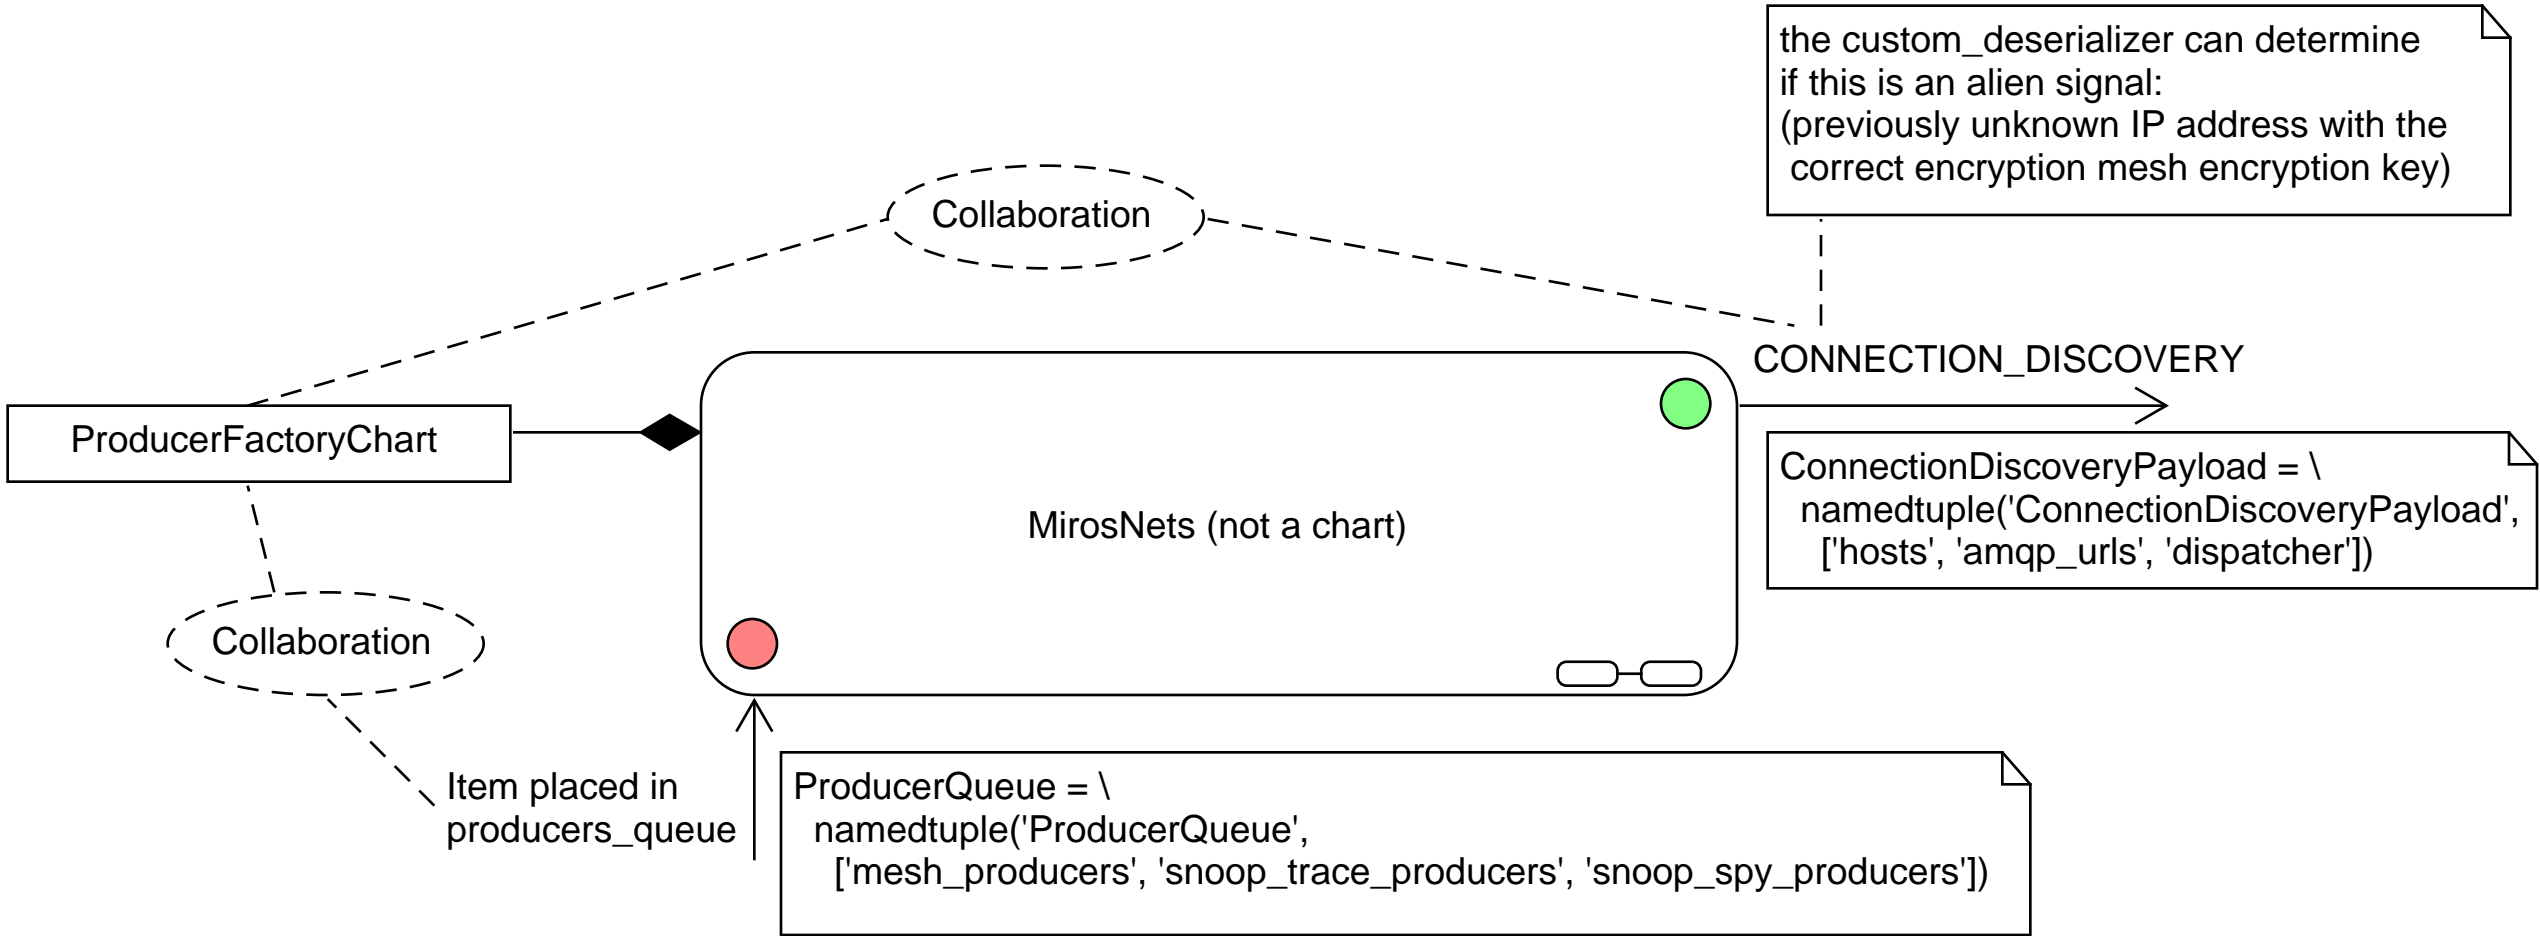 the custom_deserializer can determine
if this is an alien signal:
(previously unknown IP address with the
correct encryption mesh encryption key)
Collaboration
CONNECTION_DISCOVERY
ProducerFactoryChart
ConnectionDiscoveryPayload = \
namedtuple('ConnectionDiscoveryPayload',
['hosts', 'amqp_urls', 'dispatcher'])
MirosNets (not a chart)
Collaboration
Item placed in
producers_queue
ProducerQueue = \
namedtuple('ProducerQueue',
['mesh_producers', 'snoop_trace_producers', 'snoop_spy_producers'])